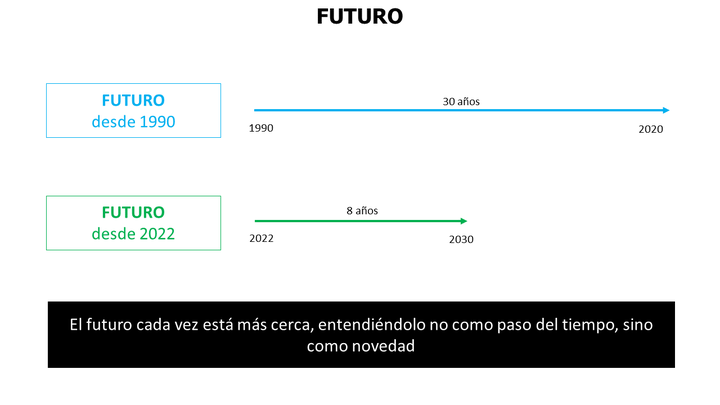 FUTURO
FUTURO
desde 1990
30 años
1990
2020
FUTURO
desde 2022
8 años
2022
2030
El futuro cada vez está más cerca, entendiéndolo no como paso del tiempo, sino
como novedad